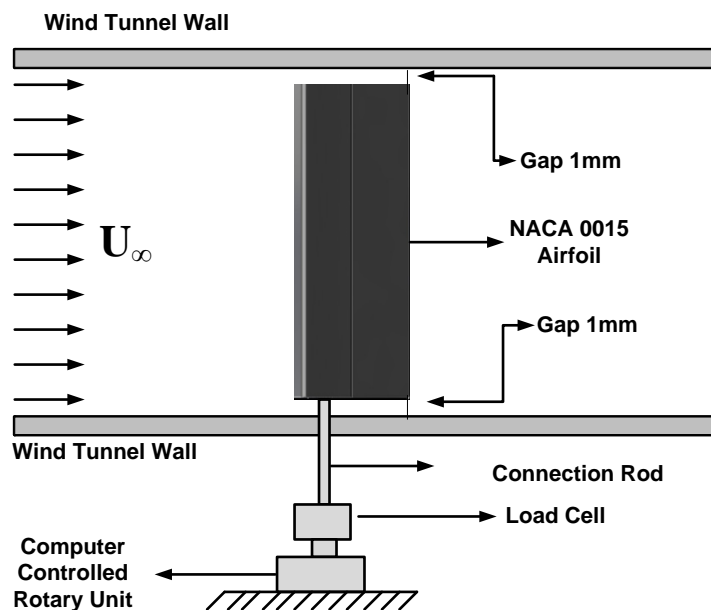 Wind Tunnel Wall
Gap 1mm
U∞
NACA 0015
Airfoil
Gap 1mm
Wind Tunnel Wall
Connection Rod
Load Cell
Computer
Controlled
Rotary Unit